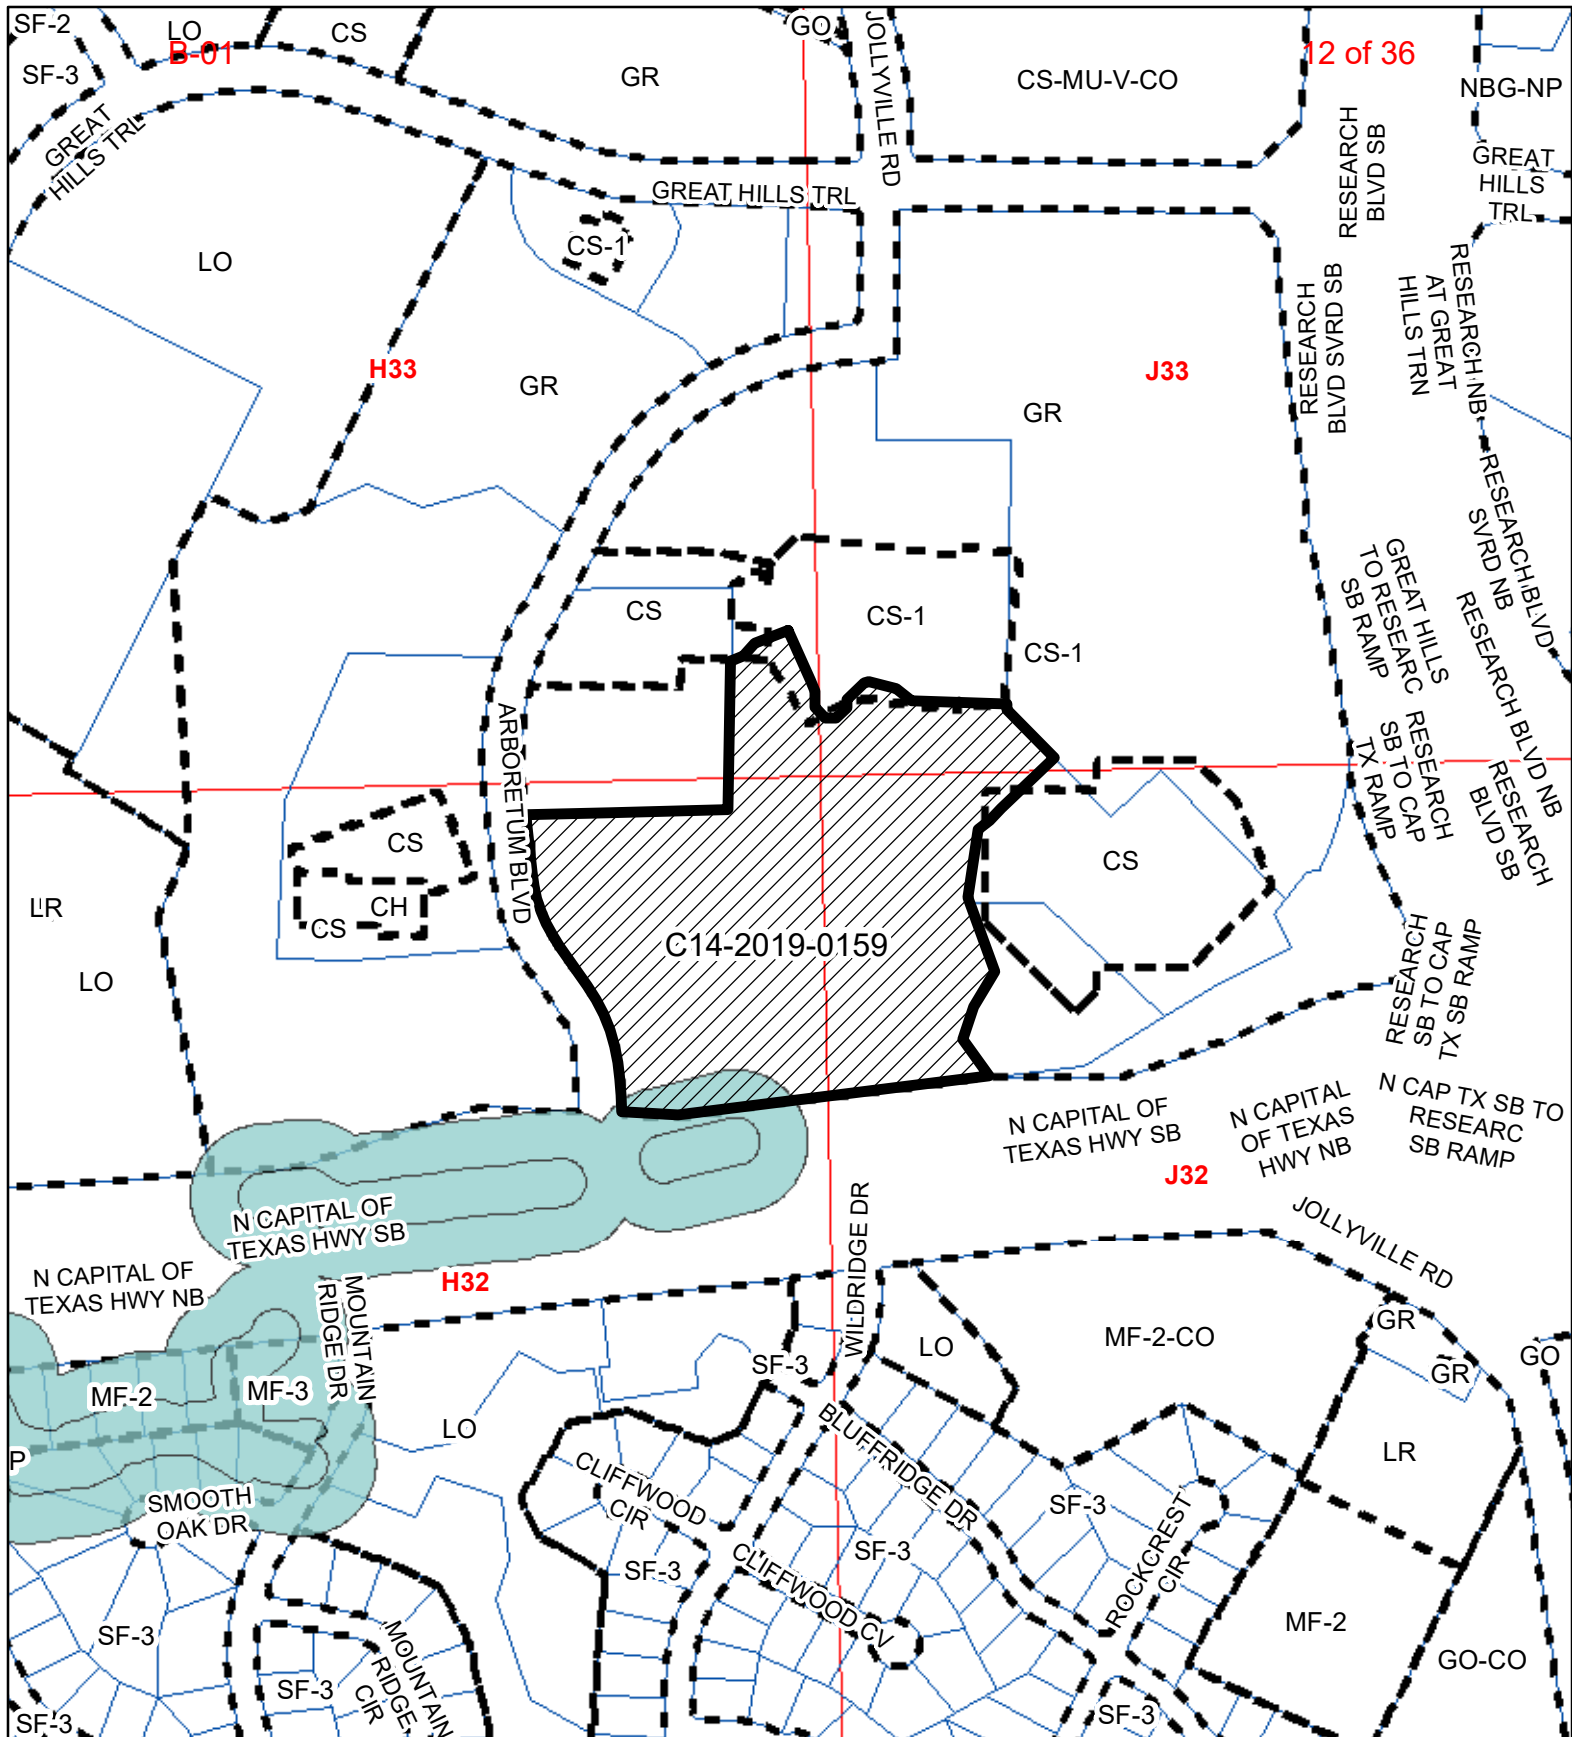 SF-2
LO
CS
GO
B-01
12 of 36
SF-3
GR
CS-MU-V-CO
NBG-NP
JOLLYVILLE RD
GREAT
HILLS TRL
RESEARCH
BLVD SB
GREAT
HILLS
TRL
GREAT HILLS TRL
CS-1
LO
RESEARCH
BLVD SVRD SB
RESEARCH NB
AT GREAT
HILLS TRN
H33
GR
J33
GR
RESEARCH BLVD
SVRD NB
GREAT HILLS
TO RESEARC
SB RAMP
CS
CS-1
CS-1
RESEARCH BLVD NB
ARBORETUM BLVD
RESEARCH
SB TO CAP
TX RAMP
RESEARCH
BLVD SB
CS
CH
CS
CS
LR
LO
C14-2019-0159
RESEARCH
SB TO CAP
TX SB RAMP
N CAPITAL OF
TEXAS HWY SB
N CAPITAL
OF TEXAS
HWY NB
N CAP TX SB TO
RESEARC
SB RAMP
J32
N CAPITAL OF
TEXAS HWY SB
WILDRIDGE DR
JOLLYVILLE RD
N CAPITAL OF
TEXAS HWY NB
H32
MOUNTAIN
RIDGE DR
GR
LO
MF-2-CO
SF-3
GO
GR
MF-2
MF-3
LO
P
BLUFFRIDGE DR
LR
CLIFFWOOD
CIR
SMOOTH
OAK DR
SF-3
ROCKCREST
CIR
SF-3
SF-3
CLIFFWOOD CV
SF-3
MF-2
GO-CO
MOUNTAIN
RIDGE
CIR
SF-3
SF-3
SF-3